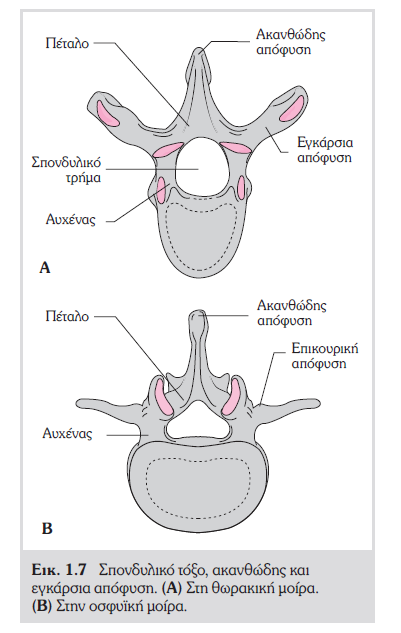 Πέταλο
Ακανθώδης
απόφυση
Εγκάρσια
απόφυση
Σπονδυλικό
τρήμα
Αυχένας
A
Πέταλο
Ακανθώδης
απόφυση
Επικουρική
απόφυση
Αυχένας
B
Εικ. 1.7 Σπονδυλικό τόξο, ακανθώδης και
εγκάρσια απόφυση. (A) Στη θωρακική μοίρα.
(B) Στην οσφυϊκή μοίρα.